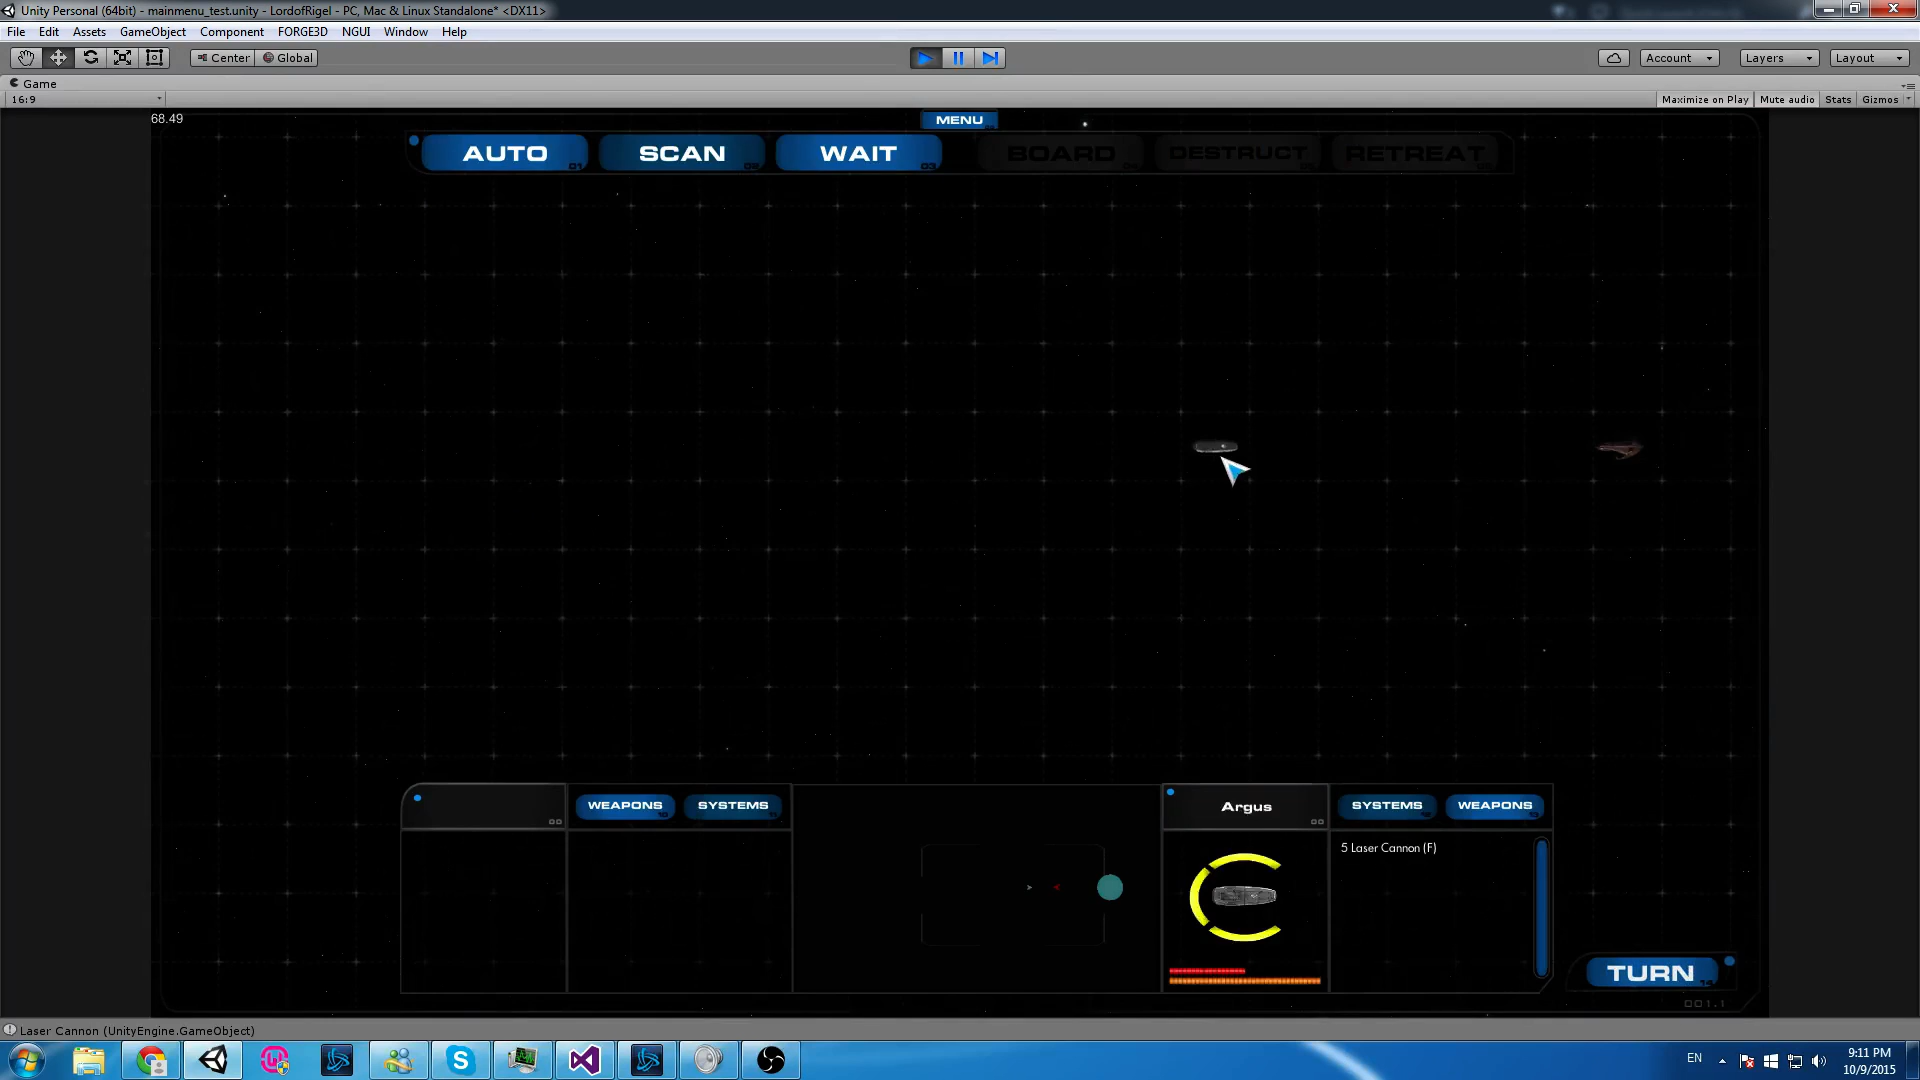 Unity Personal (64bit) - mainmenu_test.unity - LordofRigel - PC, Mac & Linux Standalone* <DX11>
File Edit Assets GameObject Component FORGE3D NGUI Window Help
Center Global Account Layers Layout
Game
16:9 Maximize on Play Mute audio Stats Gizmos
68.49
MENU
AUTO SCAN WAIT BOARD DESTRUCT RETREAT
WEAPONS SYSTEMS Argus SYSTEMS WEAPONS
5 Laser Cannon (F)
TURN
Laser Cannon (UnityEngine.GameObject)
EN
9:11 PM
10/9/2015